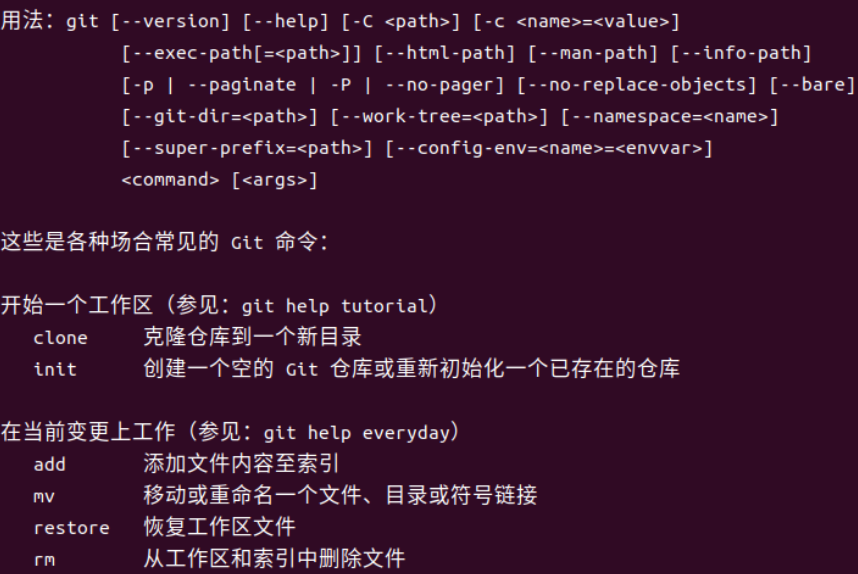 用法：git [--version] [--help] [-C <path>] [-c <name>=<value>]
           [--exec-path[=<path>]] [--html-path] [--man-path] [--info-path]
           [-p | --paginate | -P | --no-pager] [--no-replace-objects] [--bare]
           [--git-dir=<path>] [--work-tree=<path>] [--namespace=<name>]
           [--super-prefix=<path>] [--config-env=<name>=<envvar>]
           <command> [<args>]

这些是各种场合常见的 Git 命令：

开始一个工作区（参见：git help tutorial）
   clone     克隆仓库到一个新目录
   init      创建一个空的 Git 仓库或重新初始化一个已存在的仓库

在当前变更上工作（参见：git help everyday）
   add       添加文件内容至索引
   mv        移动或重命名一个文件、目录或符号链接
   restore   恢复工作区文件
   rm        从工作区和索引中删除文件